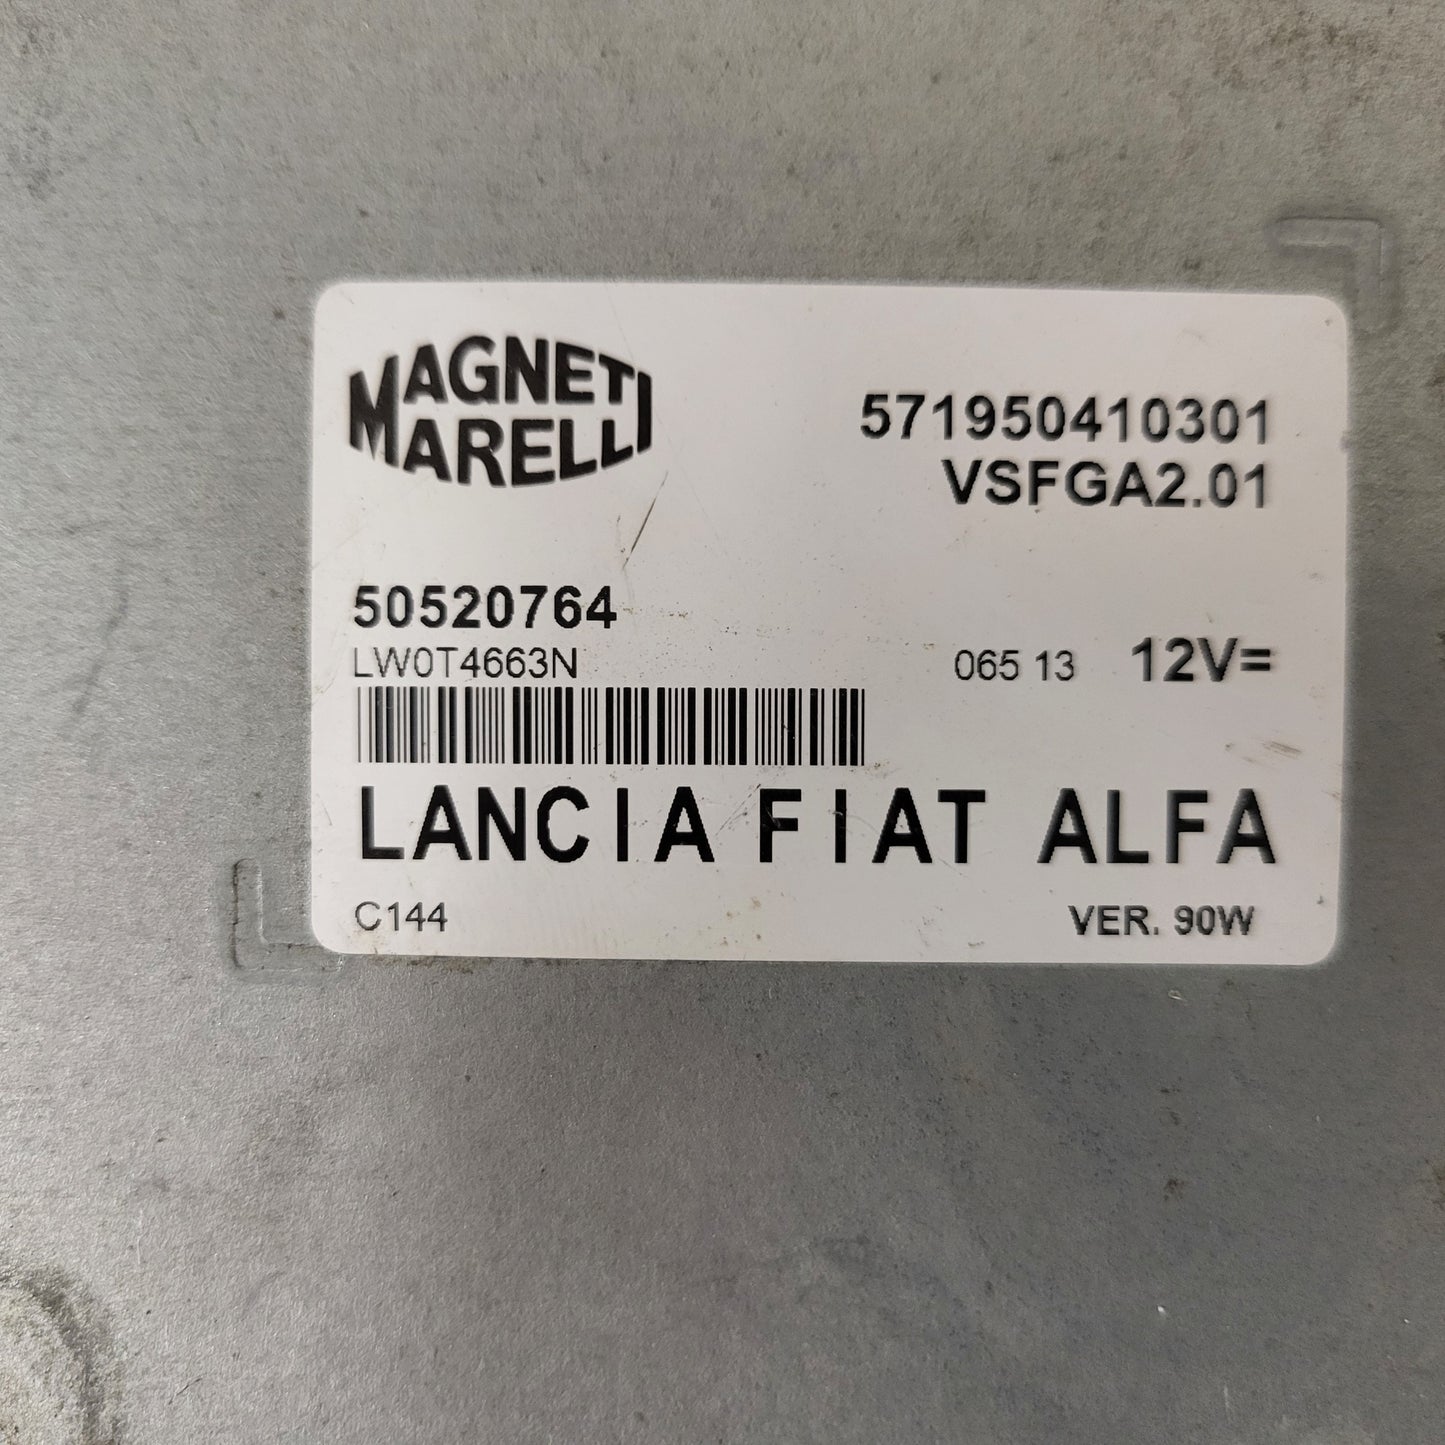 MAGNETI
MARELLI
571950410301
VSFGA2.01
50520764
LW0T4663N
065 13 12V=
LANCIA FIAT ALFA
C144
VER. 90W